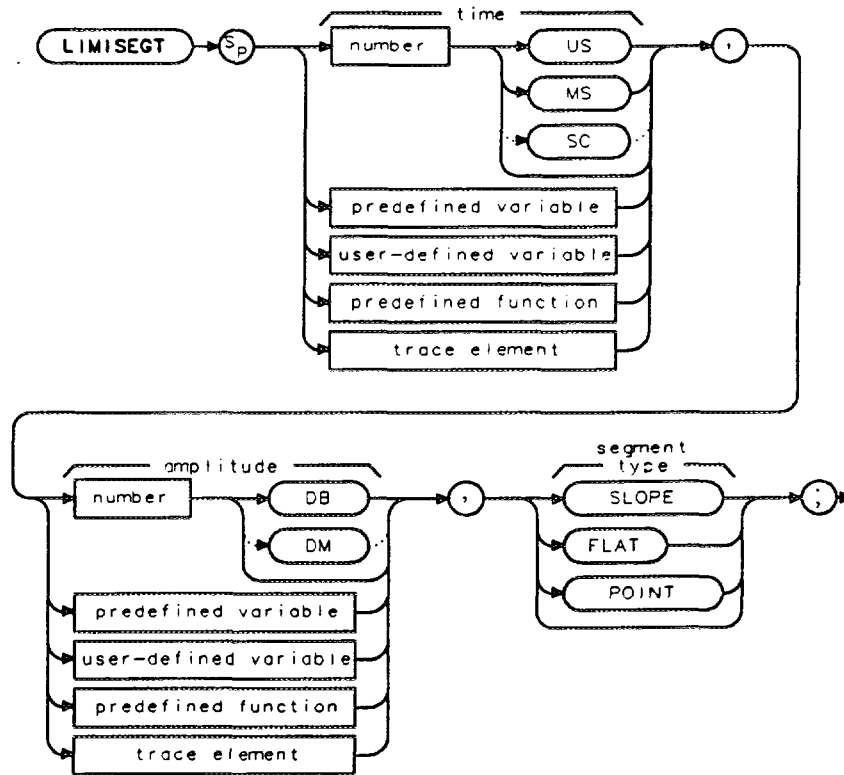 time
LIMISEGT SP number US ,
MS
SC
predefined variable
user-defined variable
predefined function
trace element
amplitude
segment
type
number DB , SLOPE ;
DM FLAT
POINT
predefined variable
user-defined variable
predefined function
trace element